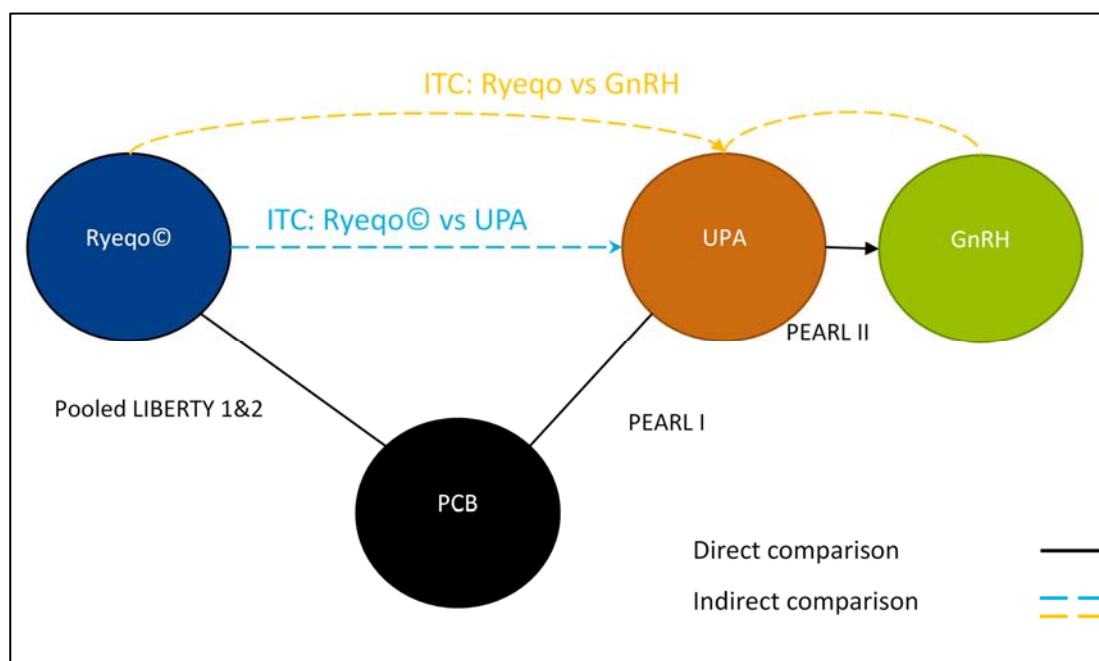 ITC: Ryeqo vs GnRH
Ryeqo©
ITC: Ryeqo© vs UPA
UPA
GnRH
PEARL II
Pooled LIBERTY 1&2
PEARL I
PCB
Direct comparison
Indirect comparison